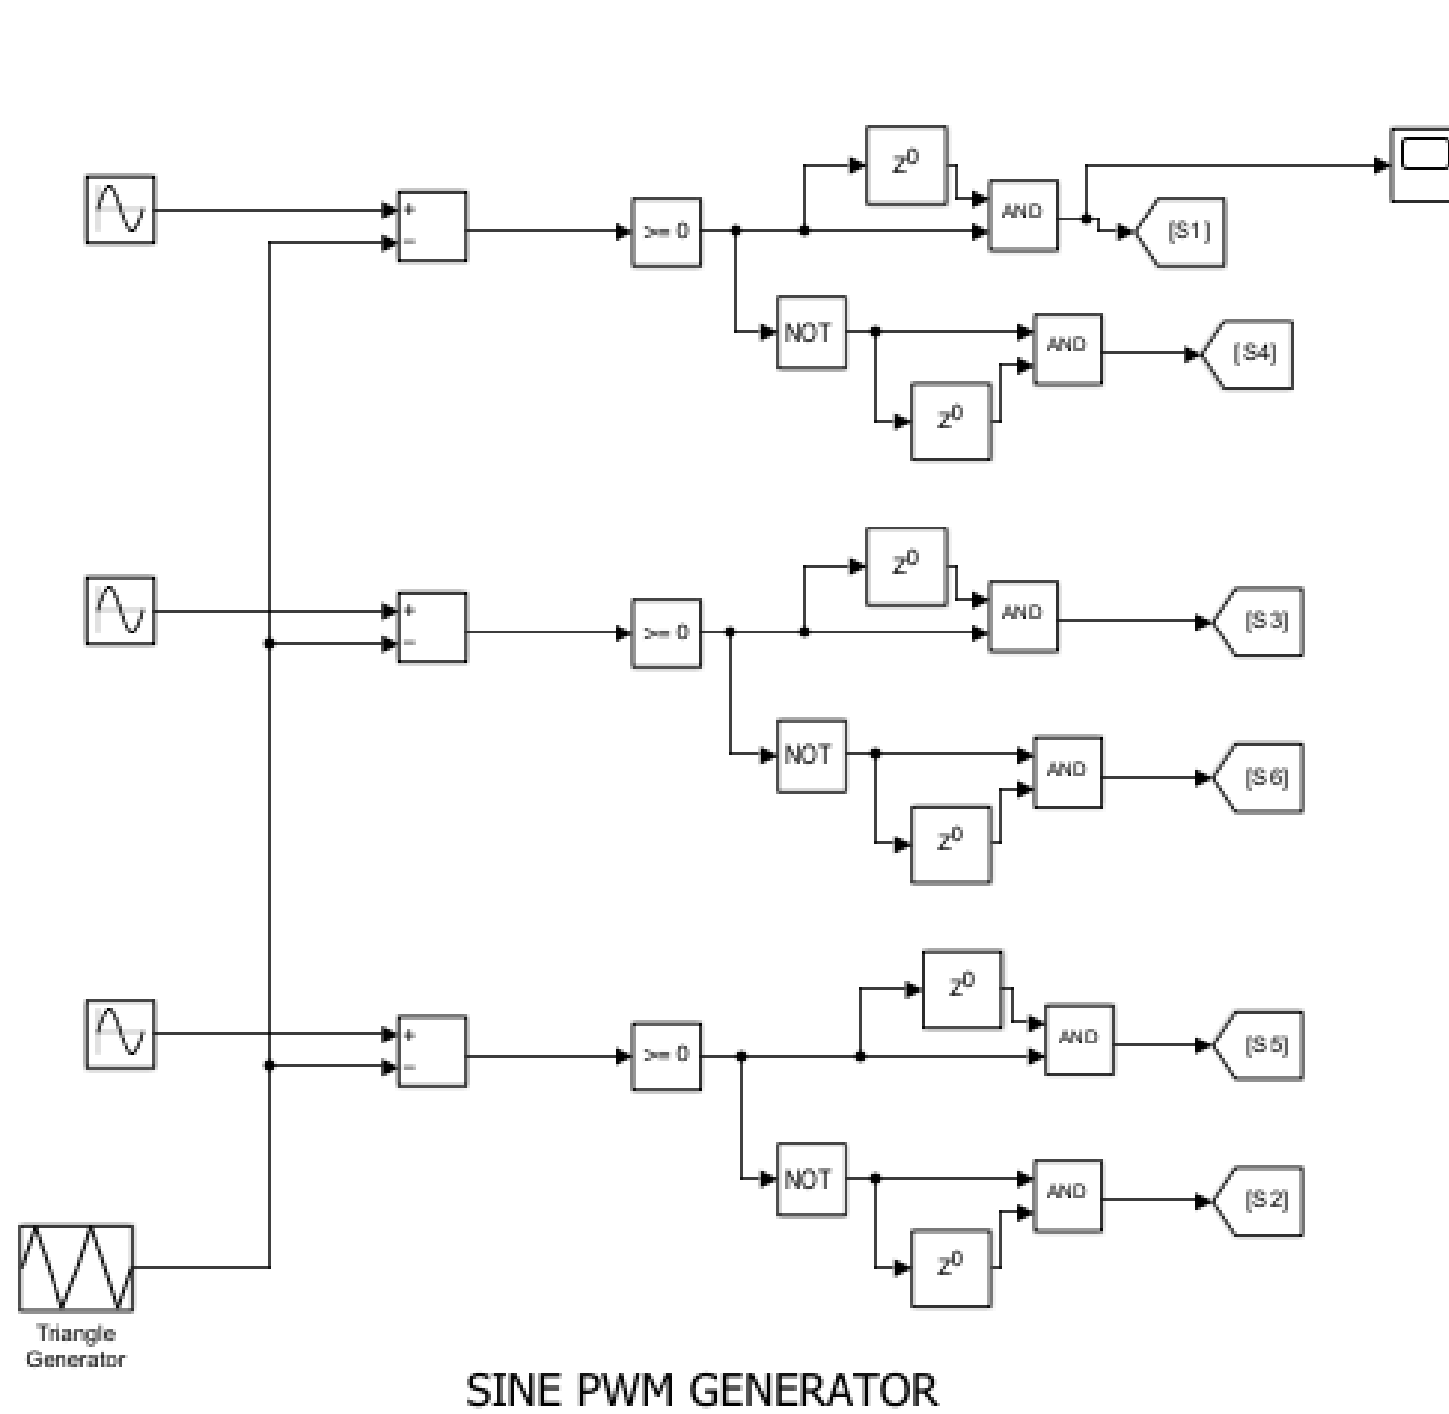 z0
+
−
>= 0
AND
[S1]
NOT
AND
[S4]
z0
z0
+
−
>= 0
AND
[S3]
NOT
AND
[S6]
z0
z0
+
−
>= 0
AND
[S5]
NOT
AND
[S2]
z0
Triangle
Generator
SINE PWM GENERATOR